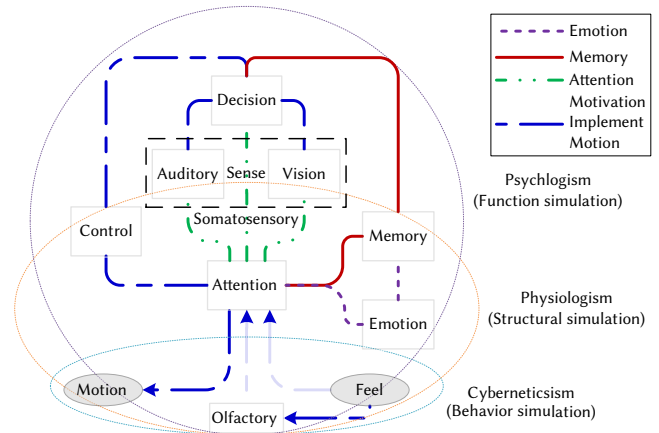 Emotion
Memory
Attention
Motivation
Implement
Motion
Decision
Auditory
Sense
Vision
Somatosensory
Psychlogism
(Function simulation)
Control
Memory
Attention
Emotion
Physiologism
(Structural simulation)
Motion
Feel
Olfactory
Cyberneticsism
(Behavior simulation)